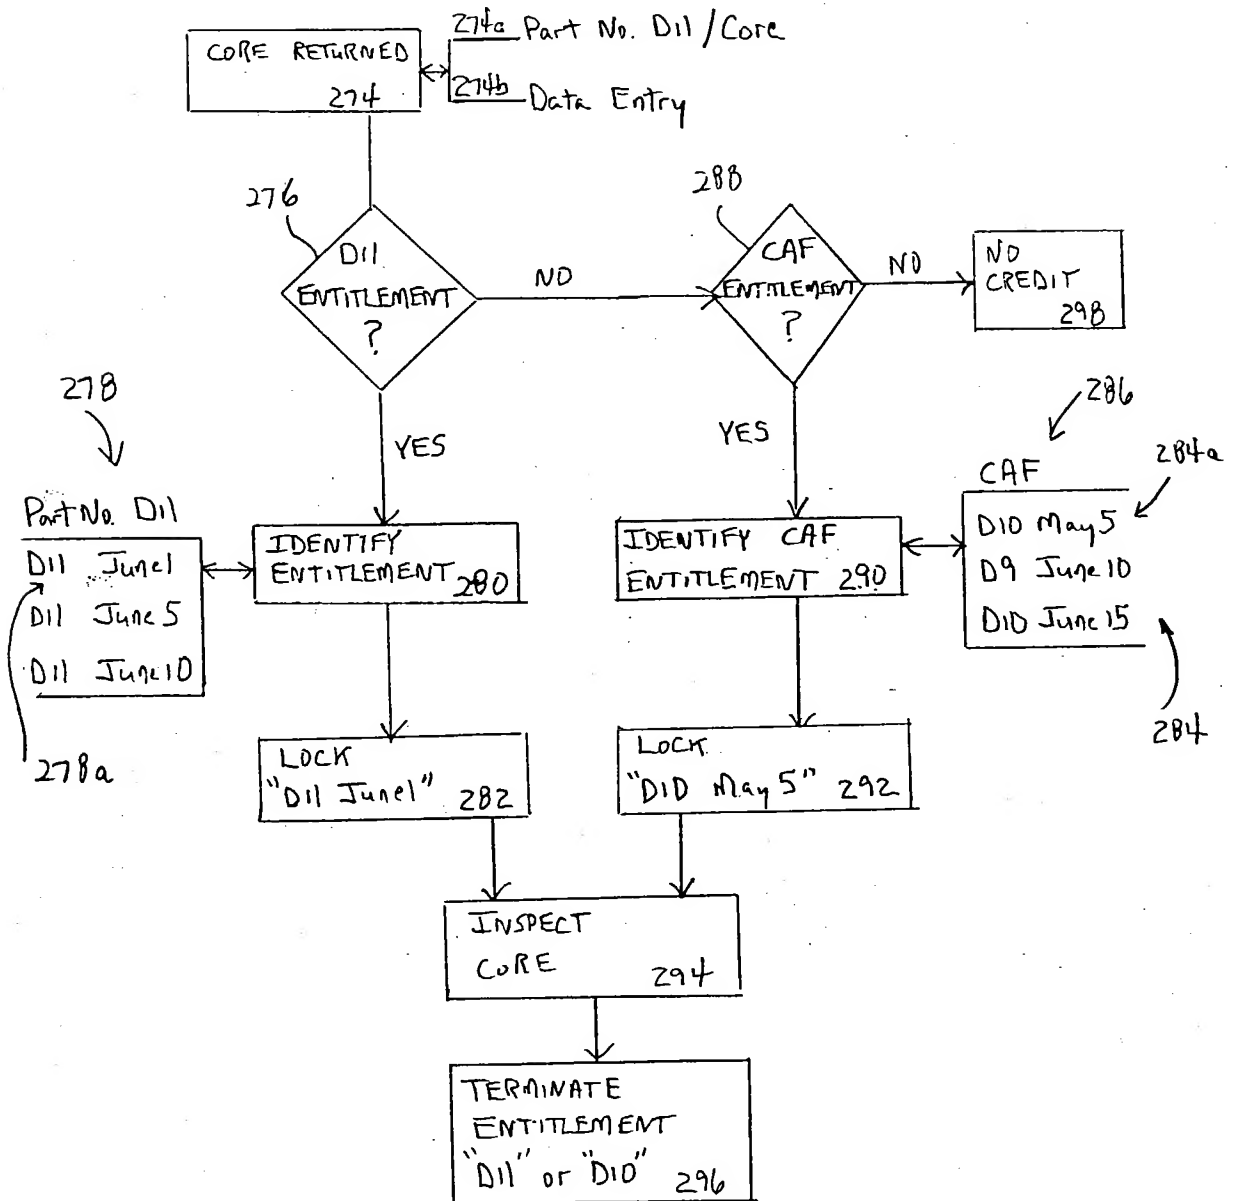 274a Part No. D11 / Core
CORE RETURNED
274
274b Data Entry
276
288
D11
ENTITLEMENT
?
NO
CAF
ENTITLEMENT
?
NO
NO
CREDIT
298
278
YES
YES
286
284a
Part No. D11
D11 June 1
D11 June 5
D11 June 10
278a
IDENTIFY
ENTITLEMENT 280
IDENTIFY CAF
ENTITLEMENT 290
CAF
D10 May 5
D9 June 10
D10 June 15
284
LOCK
"D11 June 1" 282
LOCK
"D10 May 5" 292
INSPECT
CORE 294
TERMINATE
ENTITLEMENT
"D11" or "D10" 296